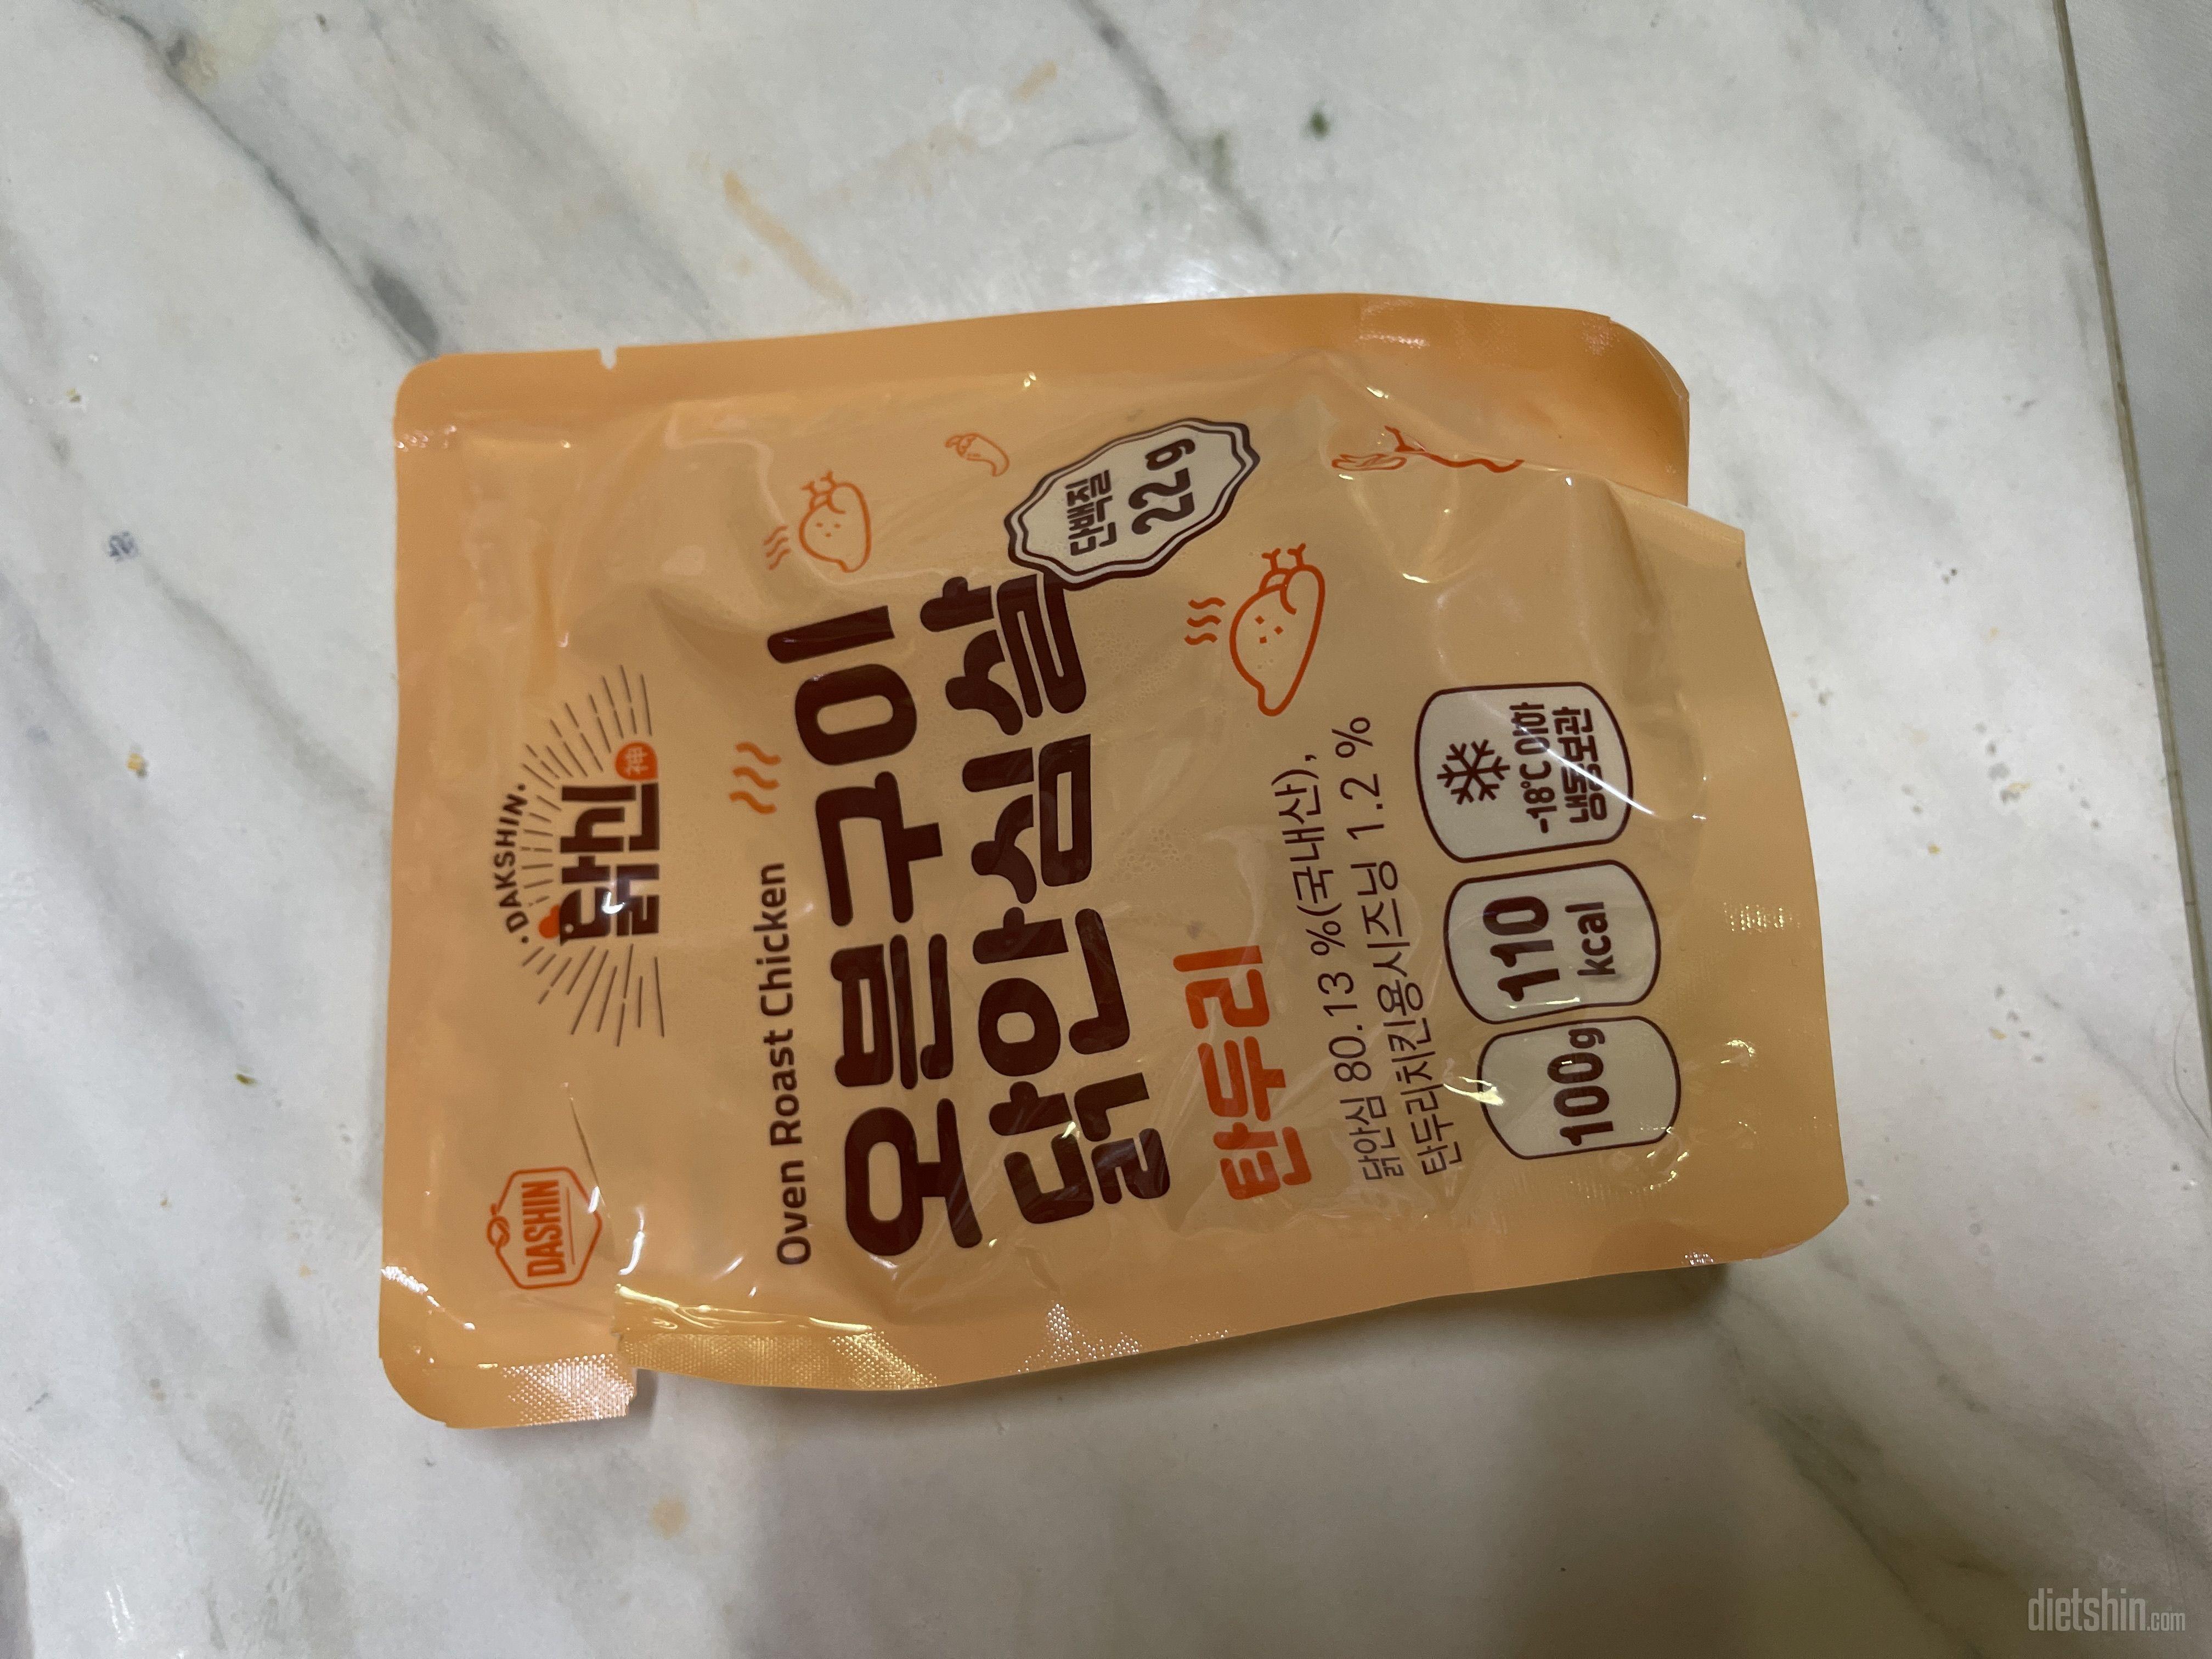 DASHIN
·DAKSHIN·
닭신
神
Oven Roast Chicken
오븐구이
닭안심살
단백질
22g
탄두리
닭안심 80.13 %(국내산),
탄두리치킨용시즈닝 1.2 %
100g
110
kcal
-18℃ 이하
냉동보관
dietshin.com